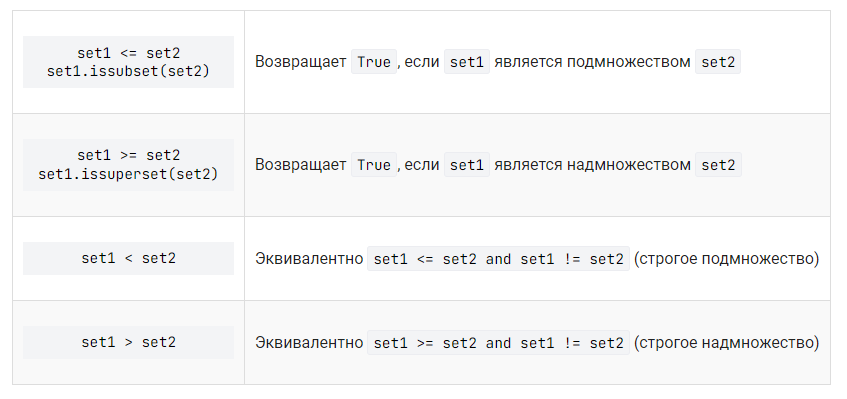 set1 <= set2
set1.issubset(set2)
Возвращает True, если set1 является подмножеством set2
set1 >= set2
set1.issuperset(set2)
Возвращает True, если set1 является надмножеством set2
set1 < set2
Эквивалентно set1 <= set2 and set1 != set2 (строгое подмножество)
set1 > set2
Эквивалентно set1 >= set2 and set1 != set2 (строгое надмножество)